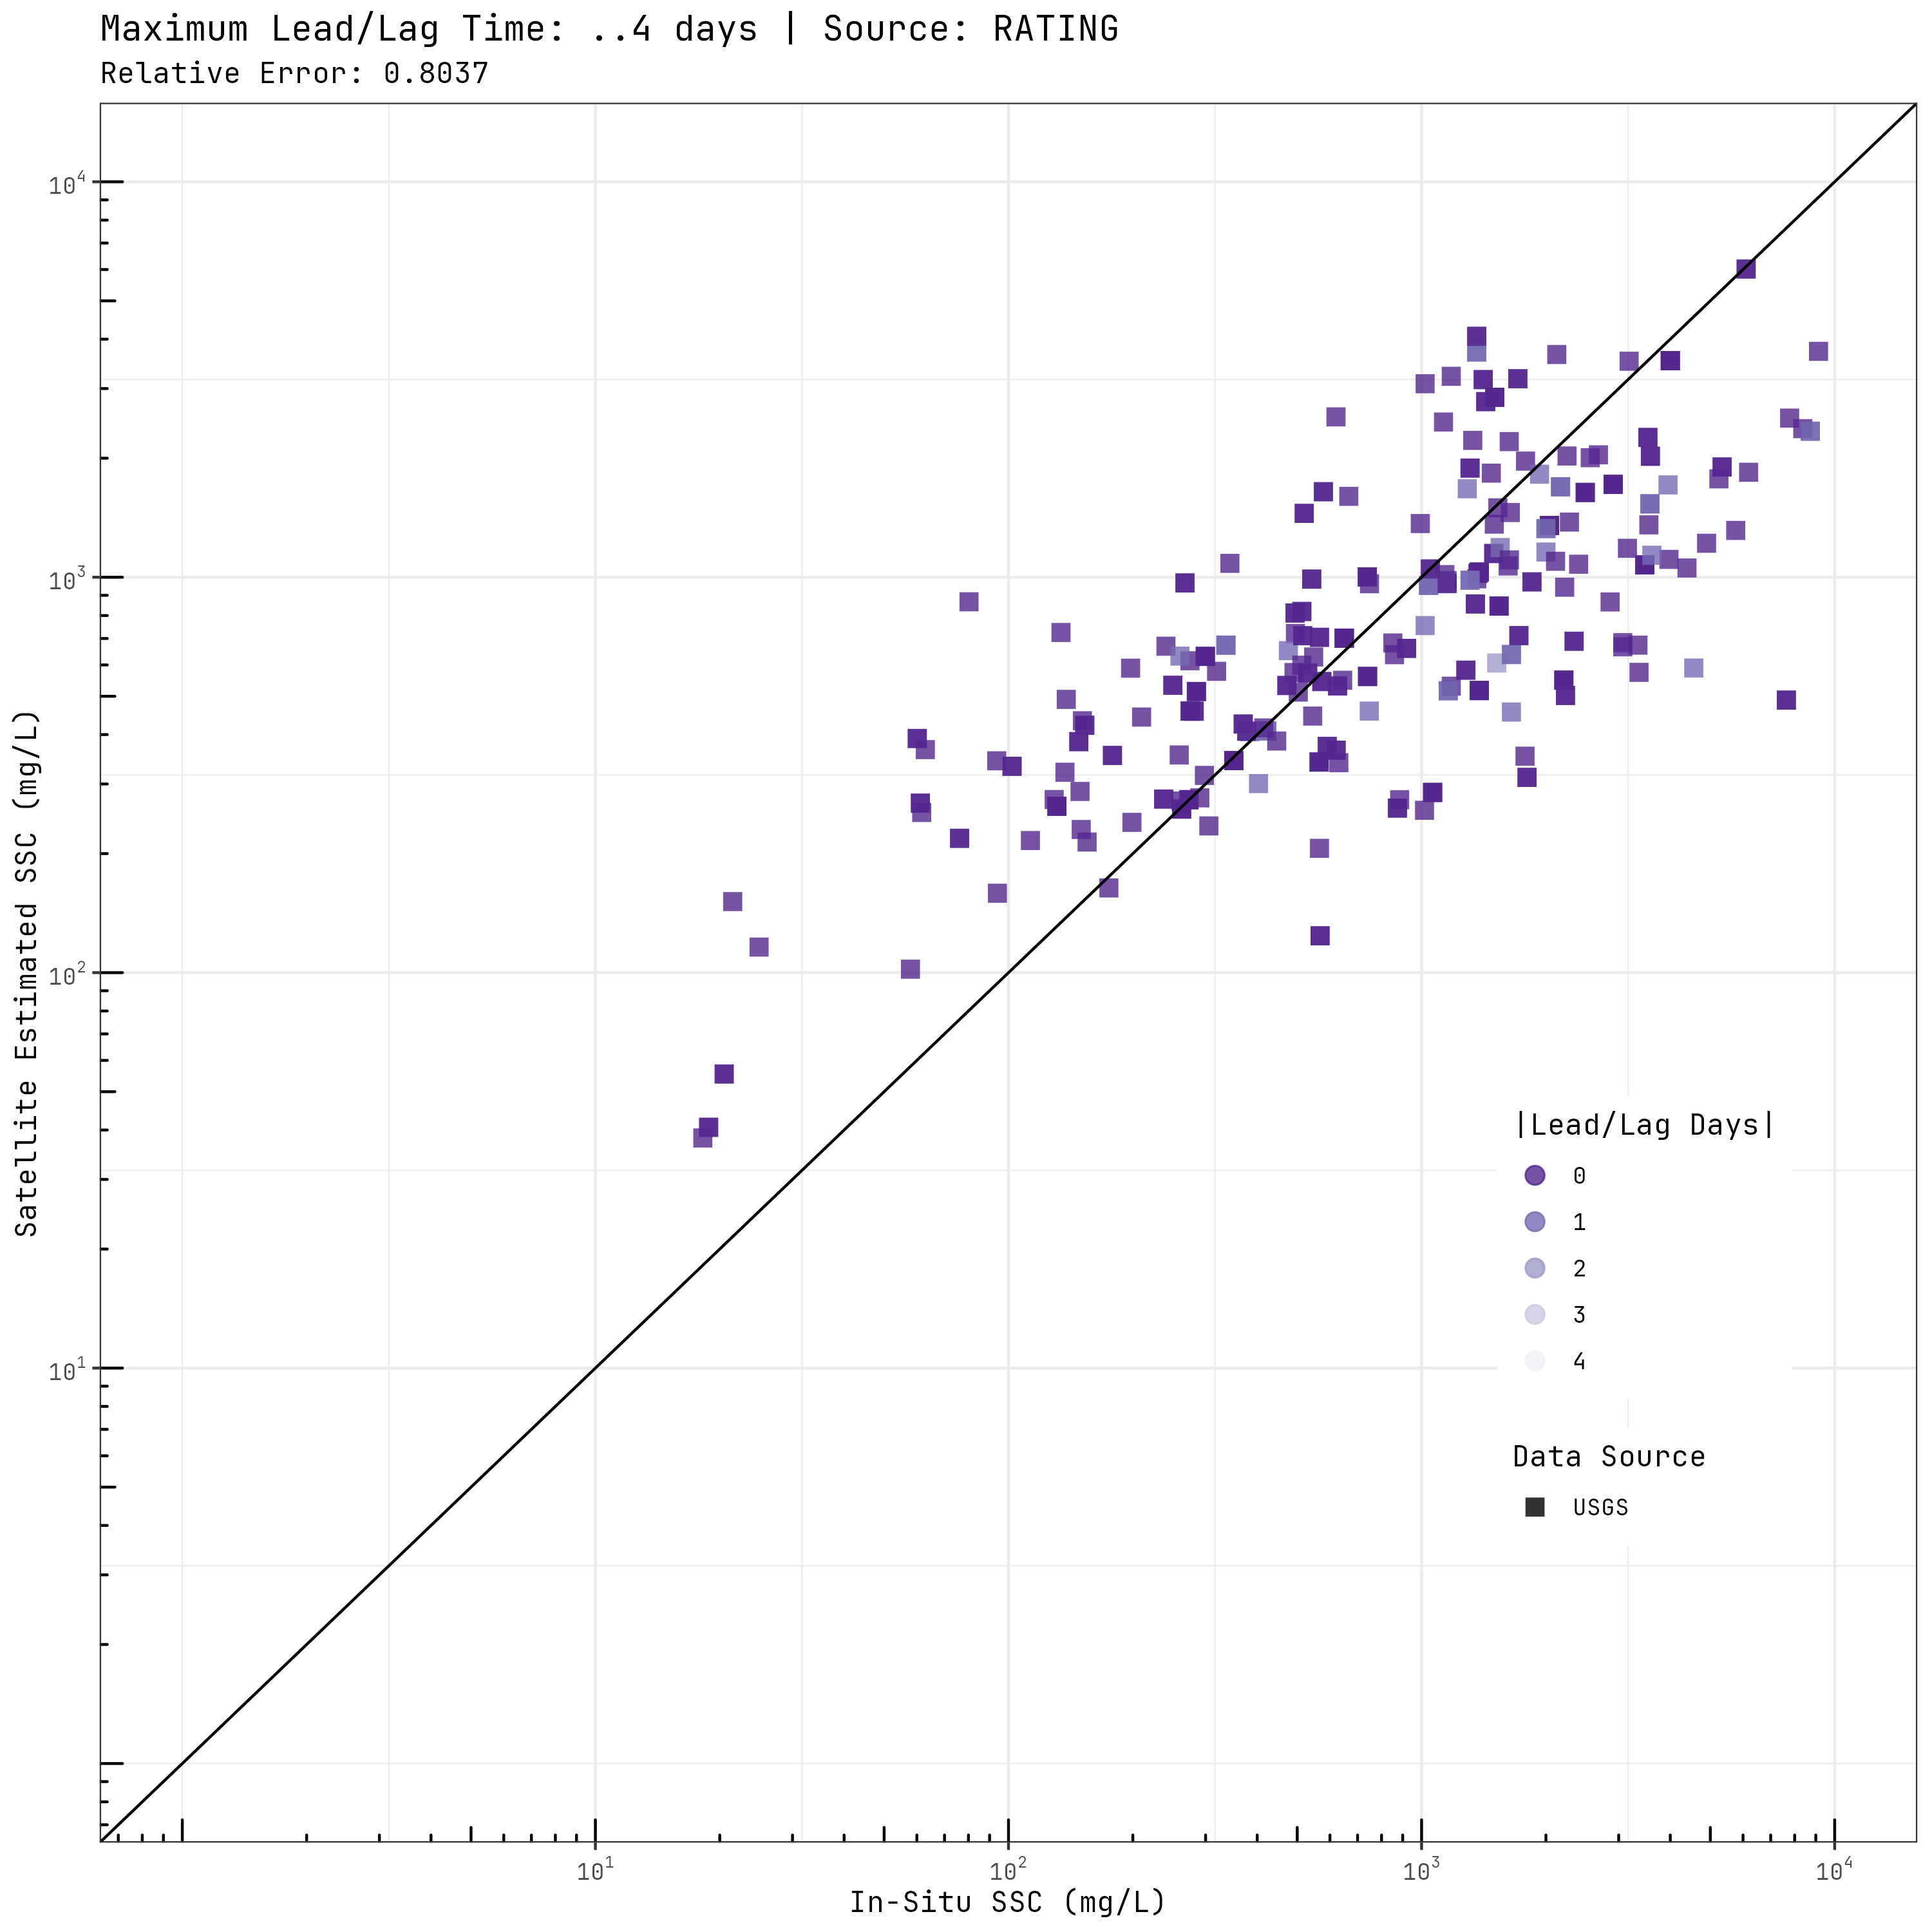 Maximum Lead/Lag Time: ..4 days | Source: RATING
Relative Error: 0.8037
Satellite Estimated SSC (mg/L)
10⁴
10³
10²
10¹
|Lead/Lag Days|
0
1
2
3
4
Data Source
USGS
10¹ 10² 10³ 10⁴
In-Situ SSC (mg/L)